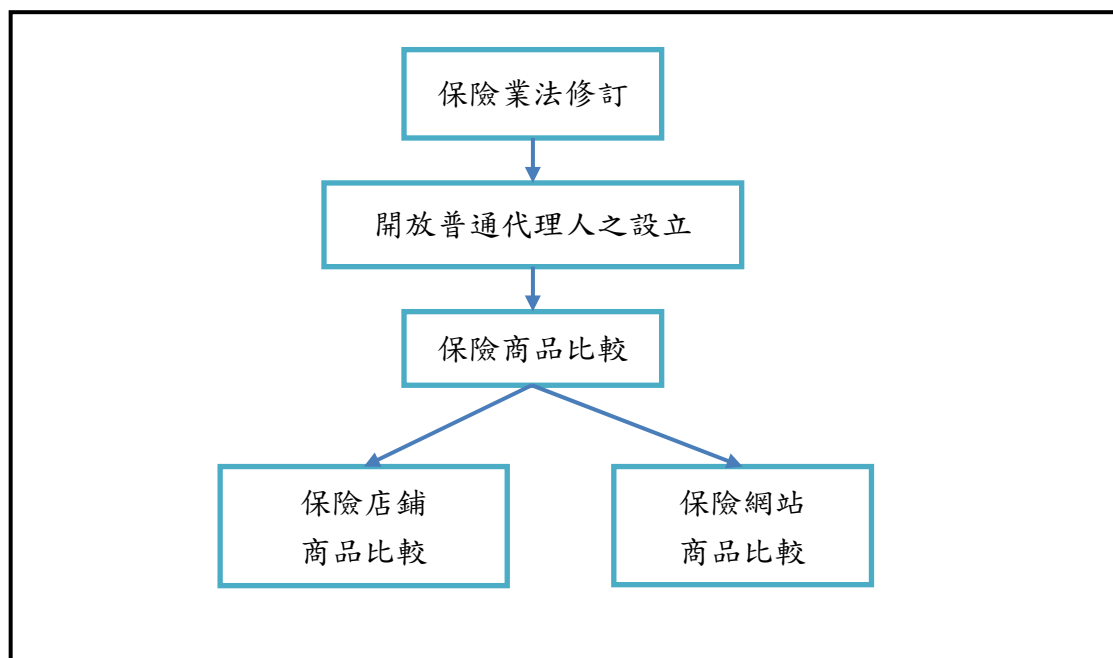 保險業法修訂
開放普通代理人之設立
保險商品比較
保險店鋪
商品比較
保險網站
商品比較